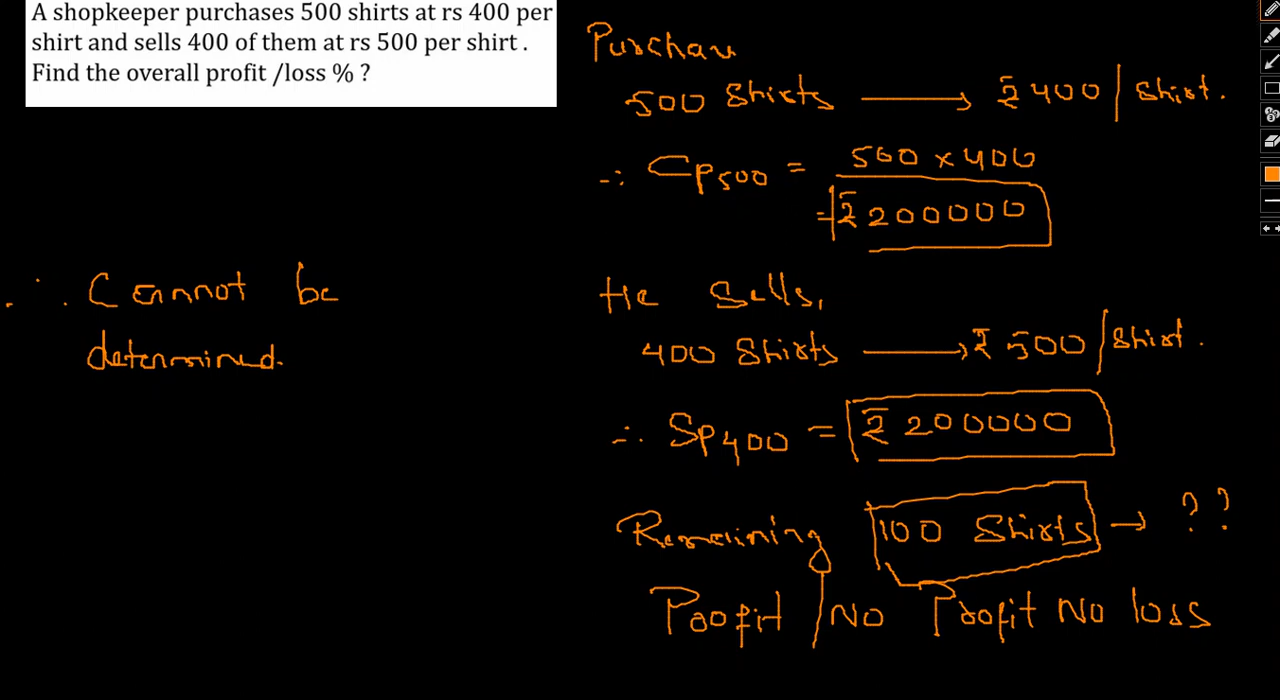 A shopkeeper purchases 500 shirts at rs 400 per
shirt and sells 400 of them at rs 500 per shirt .
Find the overall profit /loss % ?
Purchase
500 Shirts → ₹ 400 / Shirt.
∴ CP500 = 500 × 400
= ₹ 200000
He Sells,
400 Shirts → ₹ 500 / Shirt.
∴ SP400 = ₹ 200000
Remaining 100 Shirts → ??
Profit / No Profit No loss
∴ Cannot be
determined.